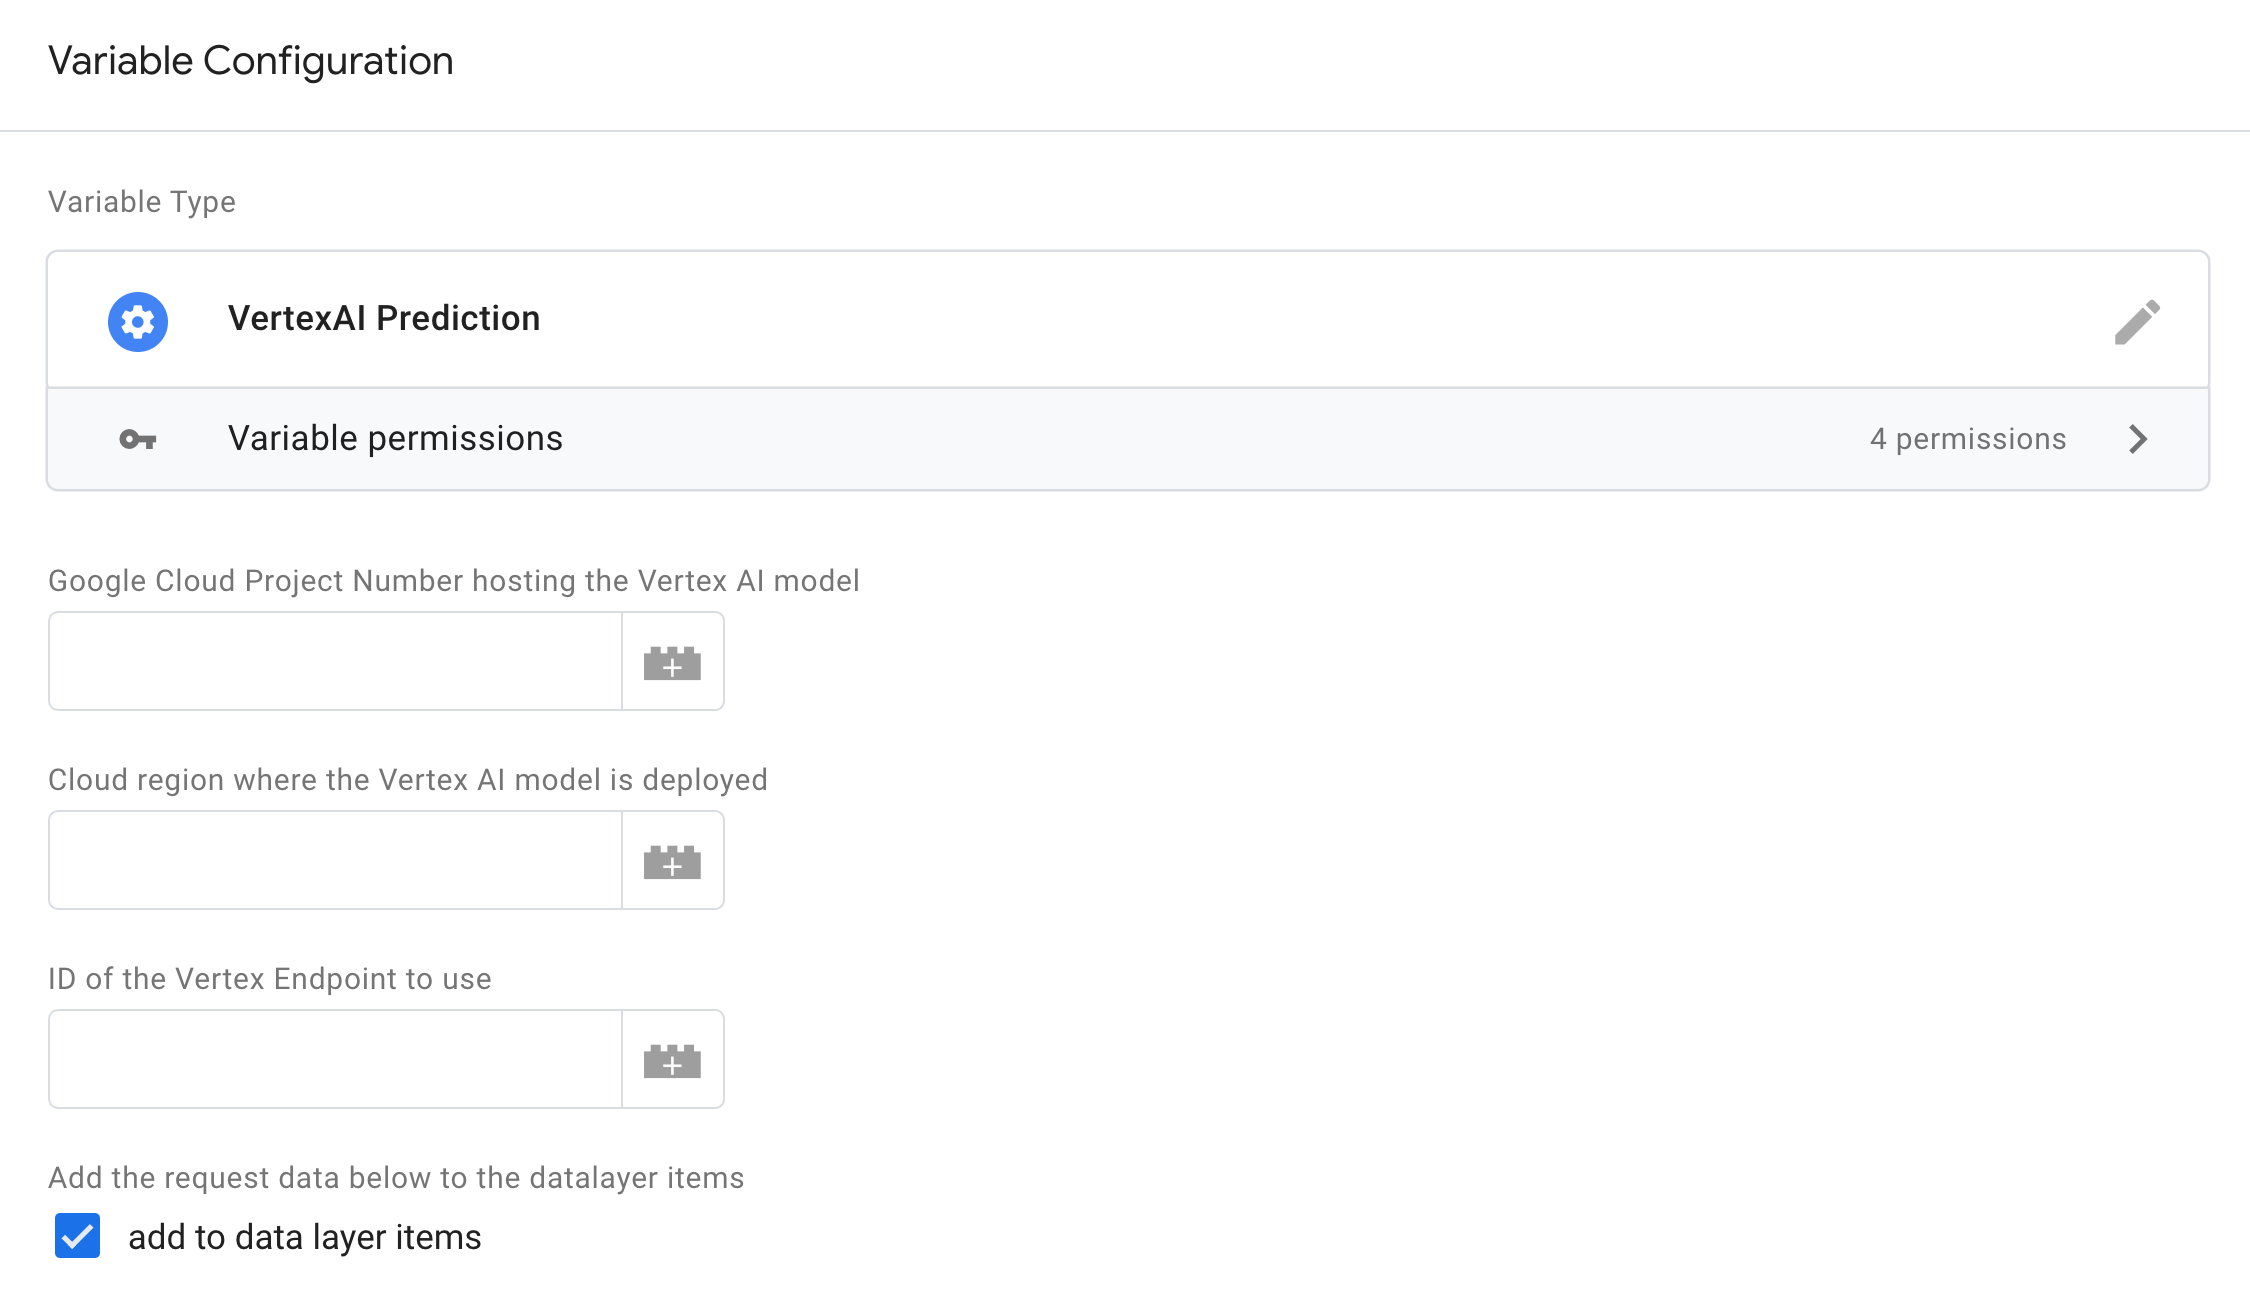 Variable Configuration
Variable Type
VertexAI Prediction
Variable permissions 4 permissions
Google Cloud Project Number hosting the Vertex AI model
Cloud region where the Vertex AI model is deployed
ID of the Vertex Endpoint to use
Add the request data below to the datalayer items
add to data layer items